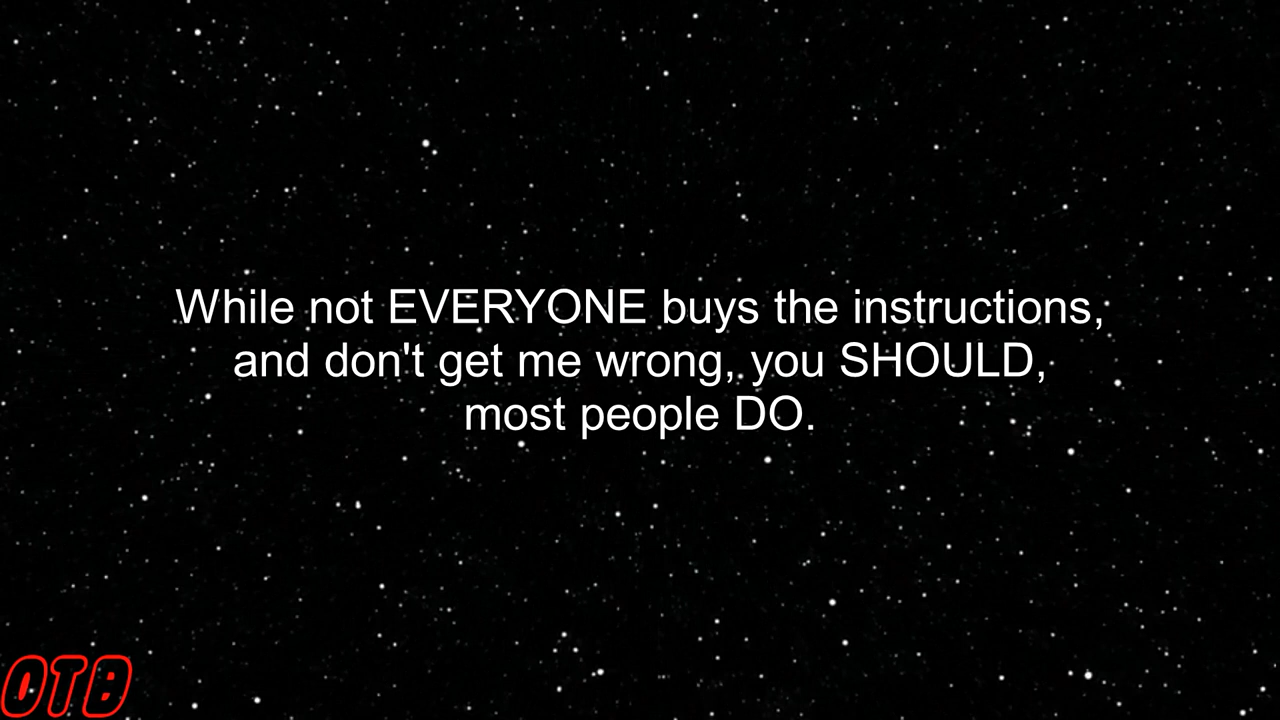 While not EVERYONE buys the instructions,
and don't get me wrong, you SHOULD,
most people DO.
OTB